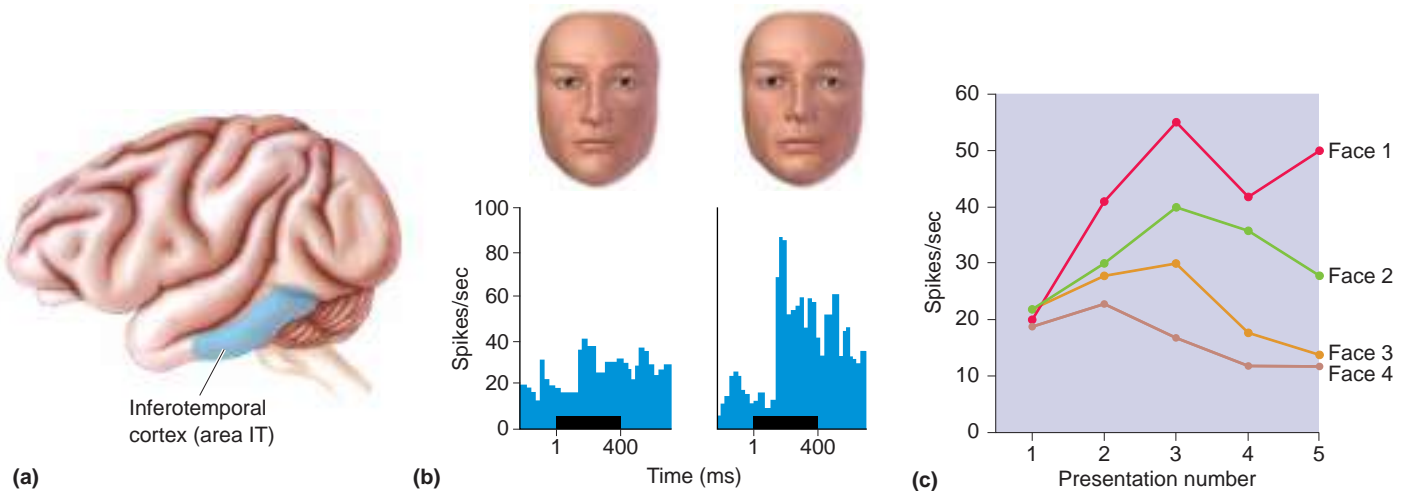 Inferotemporal
cortex (area IT)
(a)
Spikes/sec
100
80
60
40
20
0
1
400
1
400
Time (ms)
(b)
Spikes/sec
60
50
40
30
20
10
0
Face 1
Face 2
Face 3
Face 4
1
2
3
4
5
Presentation number
(c)